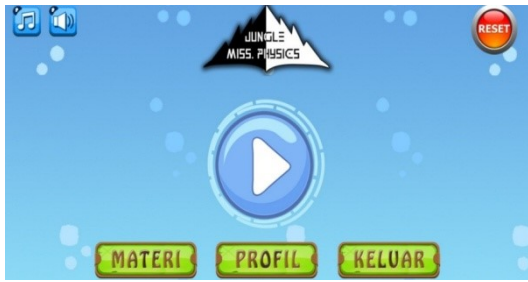 JUNGLE
MISS. PHYSICS
RESET
MATERI
PROFIL
KELUAR